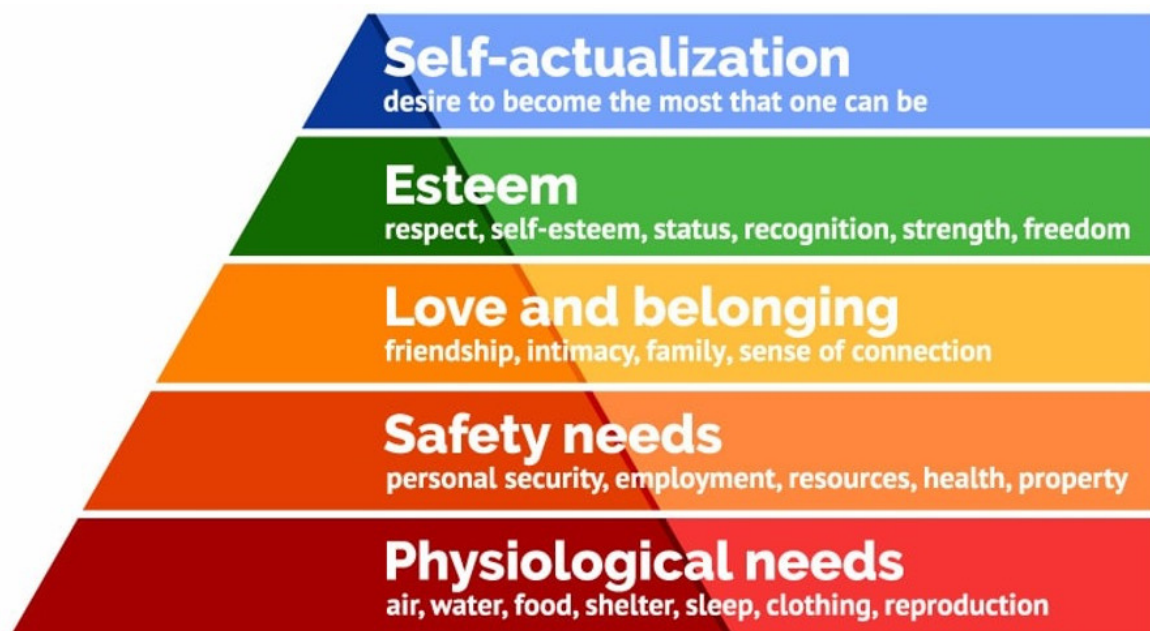 Self-actualization
desire to become the most that one can be
Esteem
respect, self-esteem, status, recognition, strength, freedom
Love and belonging
friendship, intimacy, family, sense of connection
Safety needs
personal security, employment, resources, health, property
Physiological needs
air, water, food, shelter, sleep, clothing, reproduction